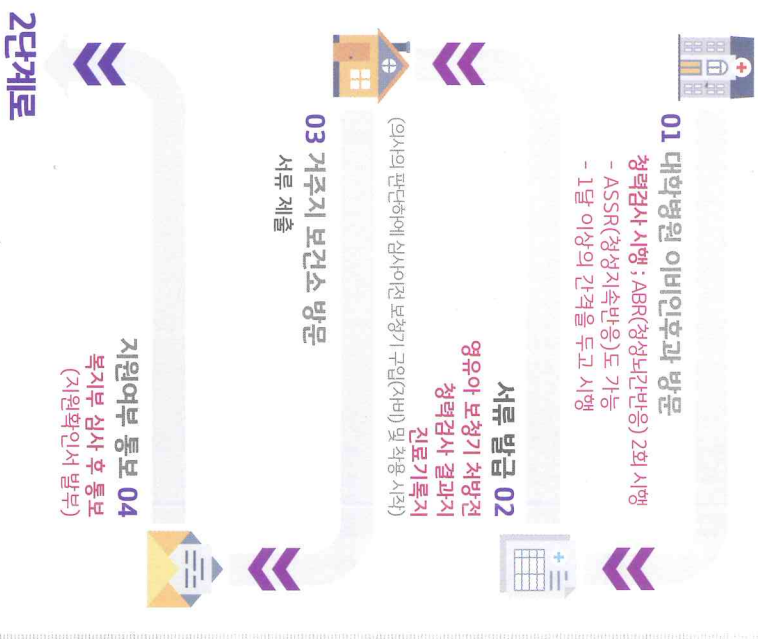 01 대학병원 이비인후과 방문
청력검사 시행 ; ABR(청성뇌간반응) 2회 시행
- ASSR(청성지속반응)도 가능
- 1달 이상의 간격을 두고 시행
서류 발급 02
영유아 보청기 처방전
청력검사 결과지
진료기록지
(의사의 판단하에 심사이전 보청기 구입(자비) 및 착용 시작)
03 거주지 보건소 방문
서류 제출
지원여부 통보 04
복지부 심사 후 통보
(지원확인서 발부)
2단계로